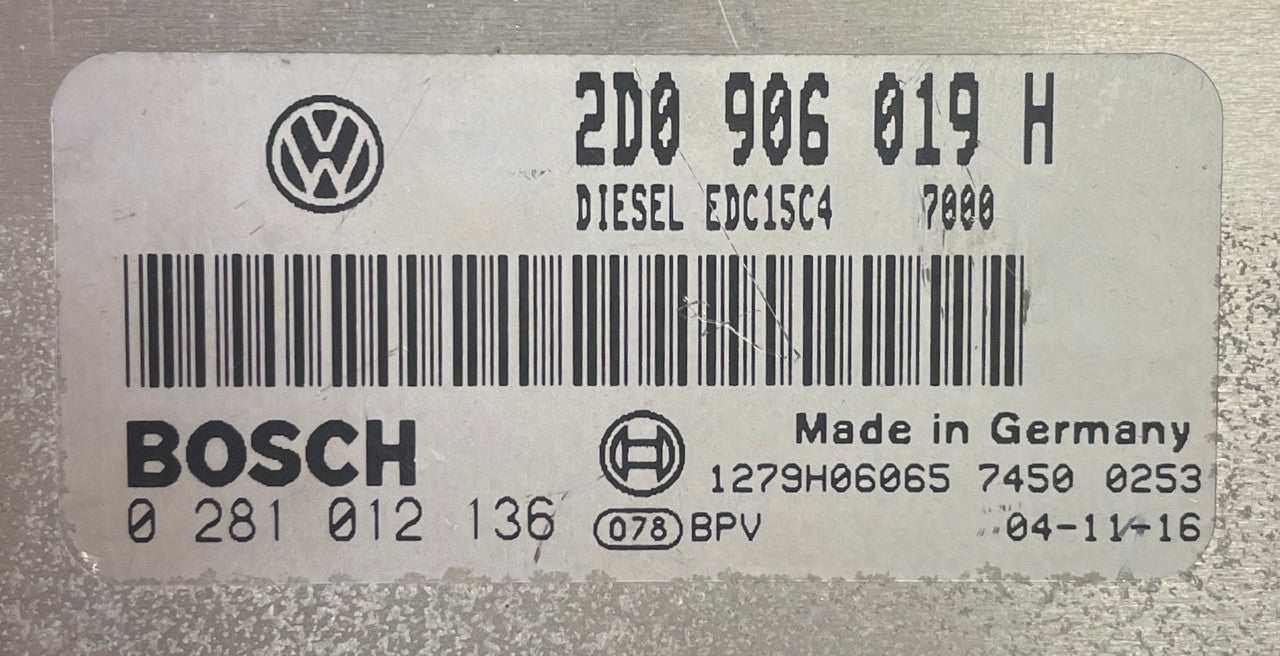 2D0 906 019 H
DIESEL EDC15C4 7000
BOSCH
Made in Germany
1279H06065 7450 0253
0 281 012 136
078 BPV
04-11-16